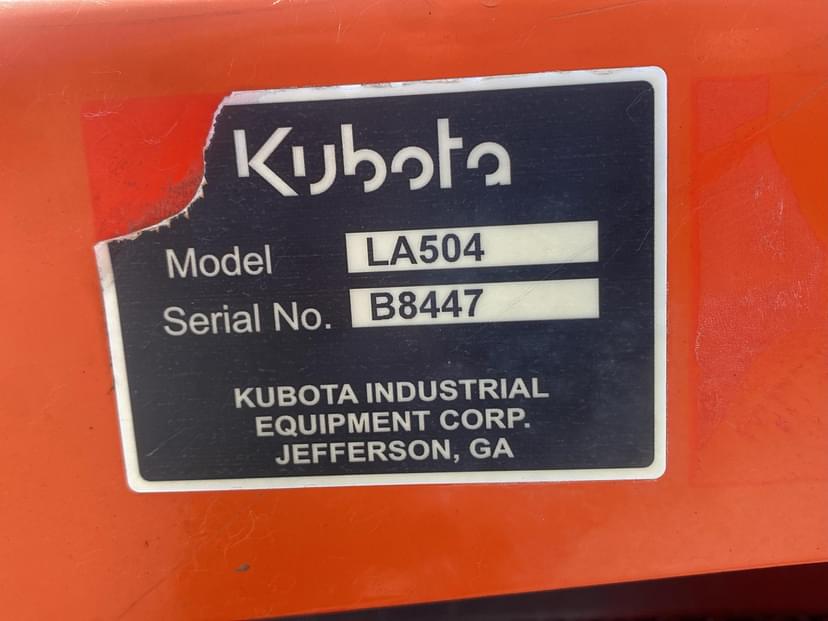 Kubota
Model LA504
Serial No. B8447
KUBOTA INDUSTRIAL
EQUIPMENT CORP.
JEFFERSON, GA